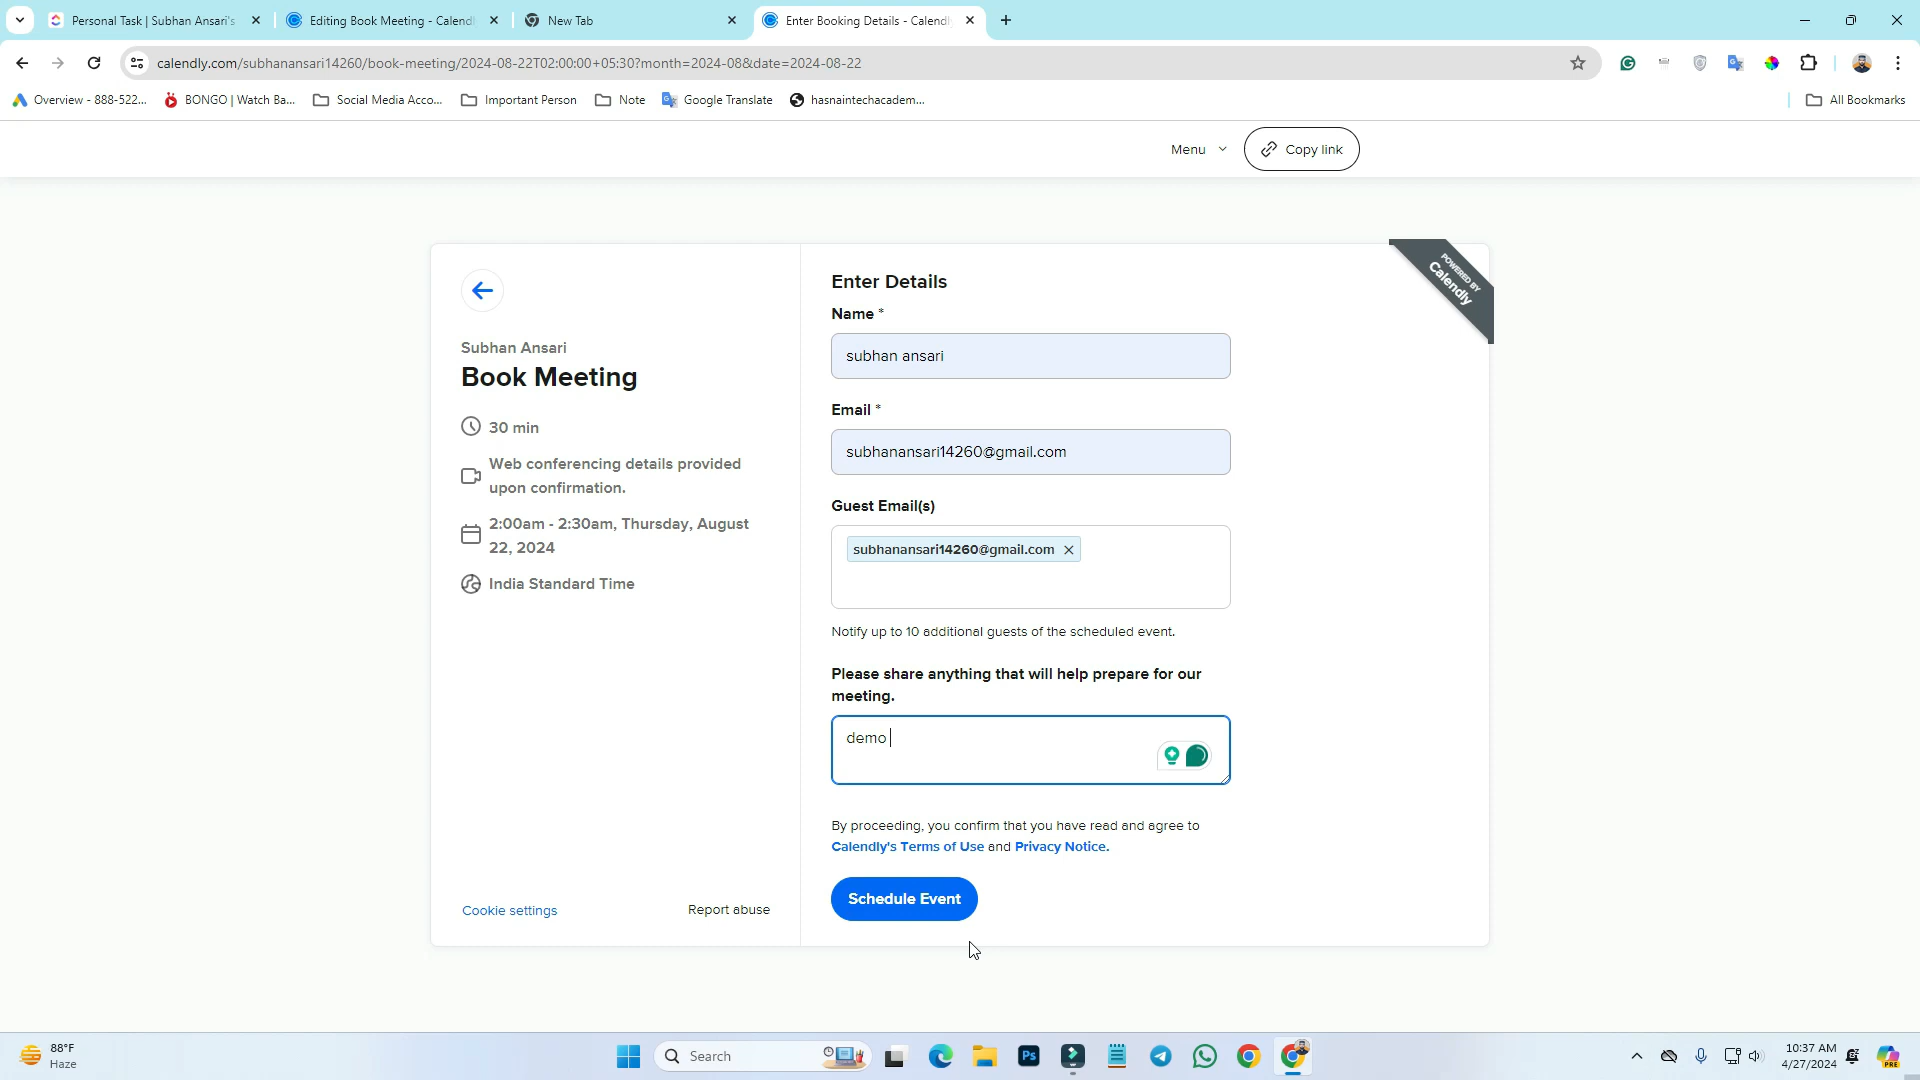 Personal Task | Subhan Ansari's
Editing Book Meeting - Calend
New Tab
Enter Booking Details - Calendl
calendly.com/subhanansari14260/book-meeting/2024-08-22T02:00:00+05:30?month=2024-08&date=2024-08-22
Overview - 888-522...
BONGO | Watch Ba...
Social Media Acco...
Important Person
Note
Google Translate
hasnaintechacadem...
All Bookmarks
Menu
Copy link
POWERED BY
Calendly
Subhan Ansari
Book Meeting
30 min
Web conferencing details provided
upon confirmation.
2:00am - 2:30am, Thursday, August
22, 2024
India Standard Time
Cookie settings
Report abuse
Enter Details
Name *
subhan ansari
Email *
subhanansari14260@gmail.com
Guest Email(s)
subhanansari14260@gmail.com
Notify up to 10 additional guests of the scheduled event.
Please share anything that will help prepare for our
meeting.
demo
By proceeding, you confirm that you have read and agree to
Calendly's Terms of Use and Privacy Notice.
Schedule Event
88°F
Haze
Search
Ps
10:37 AM
4/27/2024
PRE